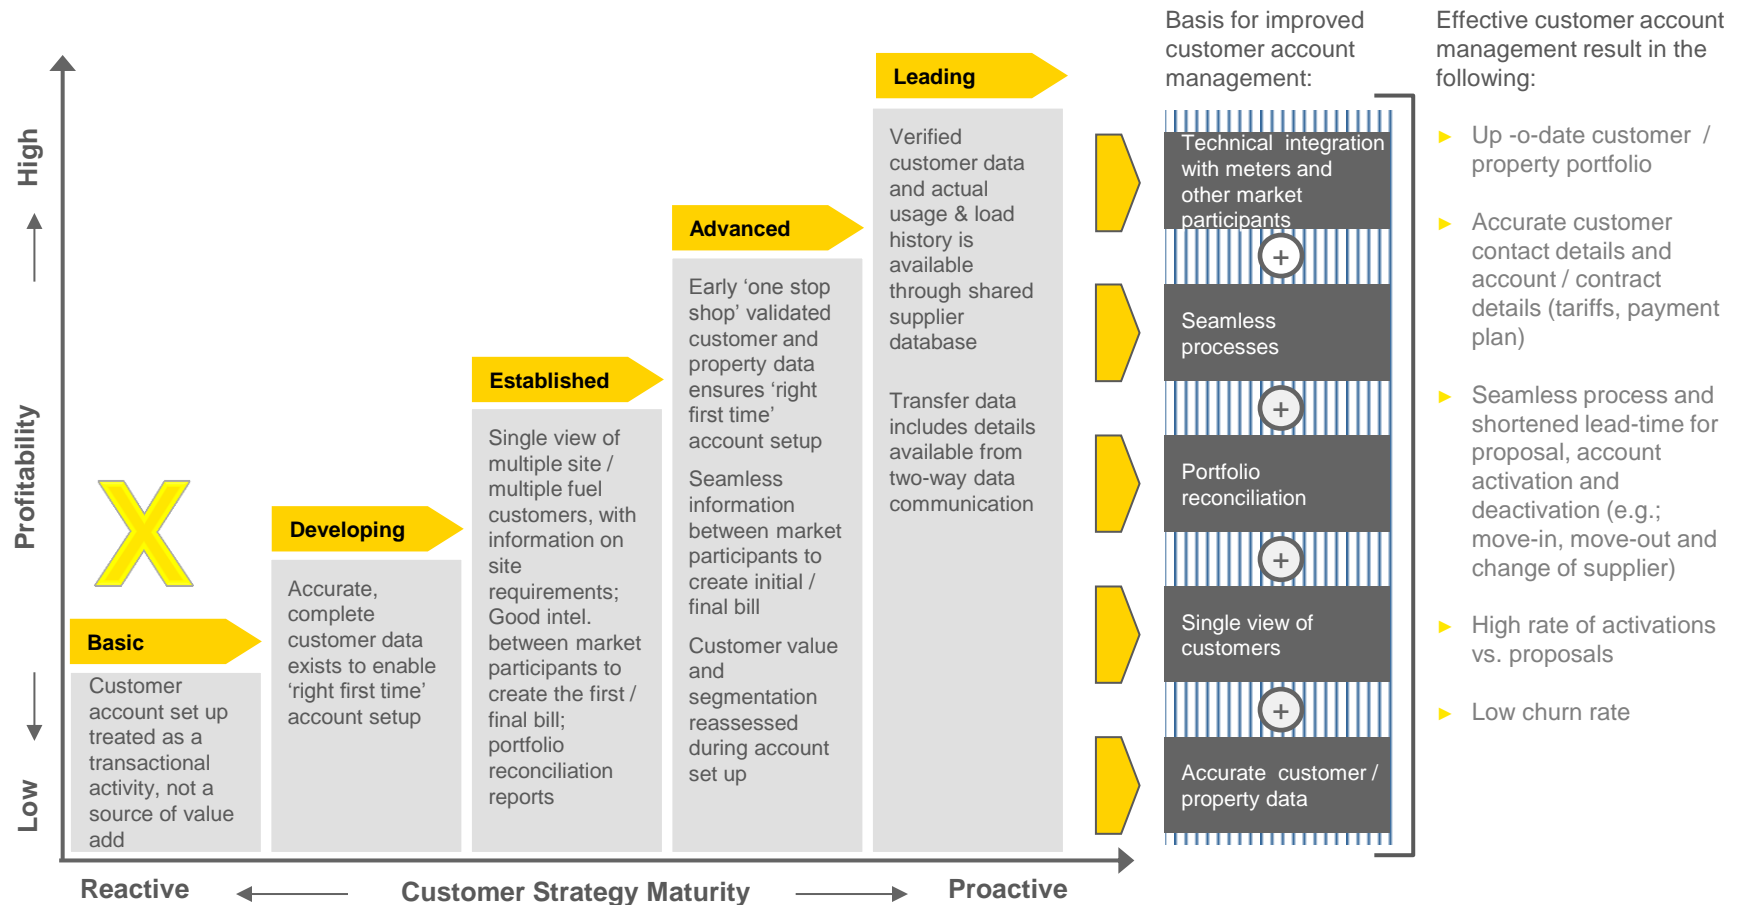 High
Profitability
Low
X
Basic
Customer
account set up
treated as a
transactional
activity, not a
source of value
add
Developing
Accurate,
complete
customer data
exists to enable
‘right first time’
account setup
Established
Single view of
multiple site /
multiple fuel
customers, with
information on
site
requirements;
Good intel.
between market
participants to
create the first /
final bill;
portfolio
reconciliation
reports
Advanced
Early ‘one stop
shop’ validated
customer and
property data
ensures ‘right
first time’
account setup
Seamless
information
between market
participants to
create initial /
final bill
Customer value
and
segmentation
reassessed
during account
set up
Leading
Verified
customer data
and actual
usage & load
history is
available
through shared
supplier
database
Transfer data
includes details
available from
two-way data
communication
Reactive
Customer Strategy Maturity
Proactive
Basis for improved
customer account
management:
Technical integration
with meters and
other market
participants
+
Seamless
processes
+
Portfolio
reconciliation
+
Single view of
customers
+
Accurate customer /
property data
Effective customer account
management result in the
following:
► Up -o-date customer /
property portfolio
► Accurate customer
contact details and
account / contract
details (tariffs, payment
plan)
► Seamless process and
shortened lead-time for
proposal, account
activation and
deactivation (e.g.;
move-in, move-out and
change of supplier)
► High rate of activations
vs. proposals
► Low churn rate